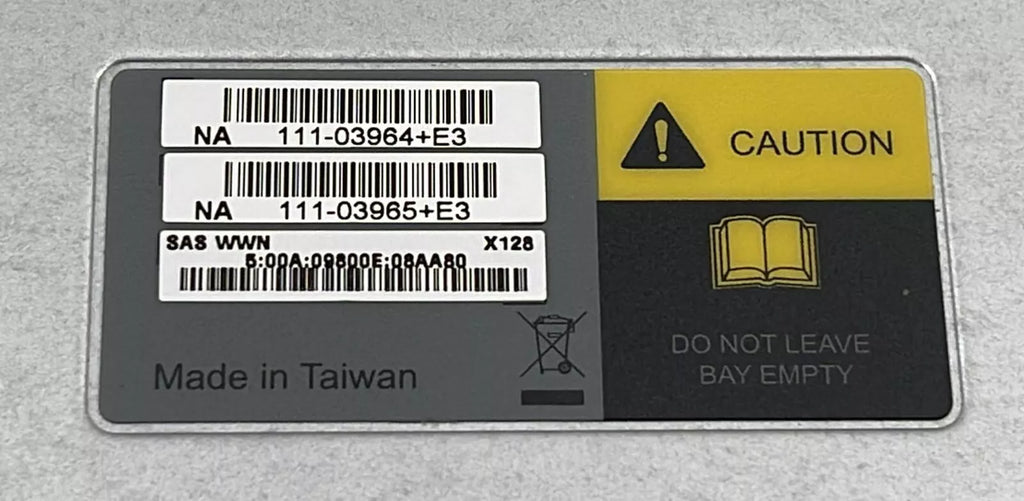 NA 111-03964+E3
NA 111-03965+E3
SAS WWN X128
5:00A:09800E:08AA80
Made in Taiwan
CAUTION
DO NOT LEAVE
BAY EMPTY